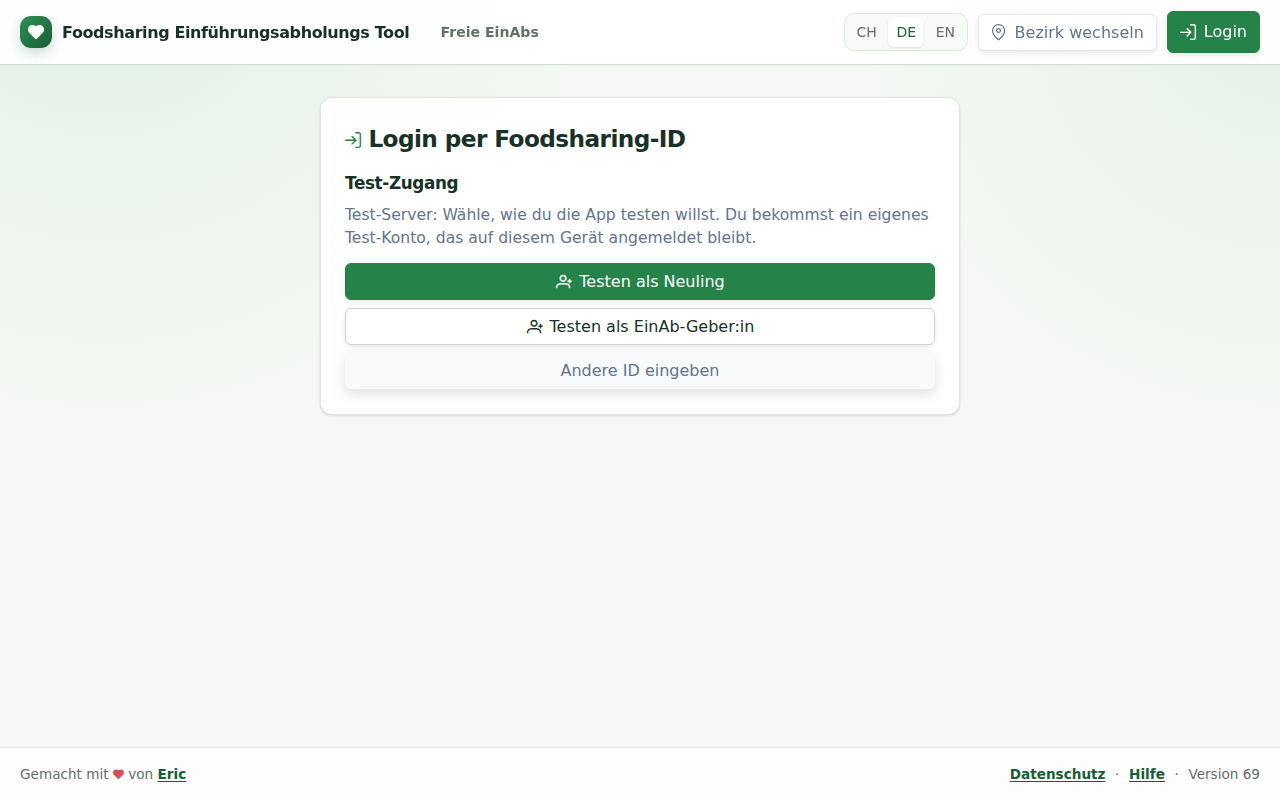 Foodsharing Einführungsabholungs Tool
Freie EinAbs
CH DE EN
Bezirk wechseln
Login
Login per Foodsharing-ID
Test-Zugang
Test-Server: Wähle, wie du die App testen willst. Du bekommst ein eigenes
Test-Konto, das auf diesem Gerät angemeldet bleibt.
Testen als Neuling
Testen als EinAb-Geber:in
Andere ID eingeben
Gemacht mit ❤ von Eric
Datenschutz · Hilfe · Version 69